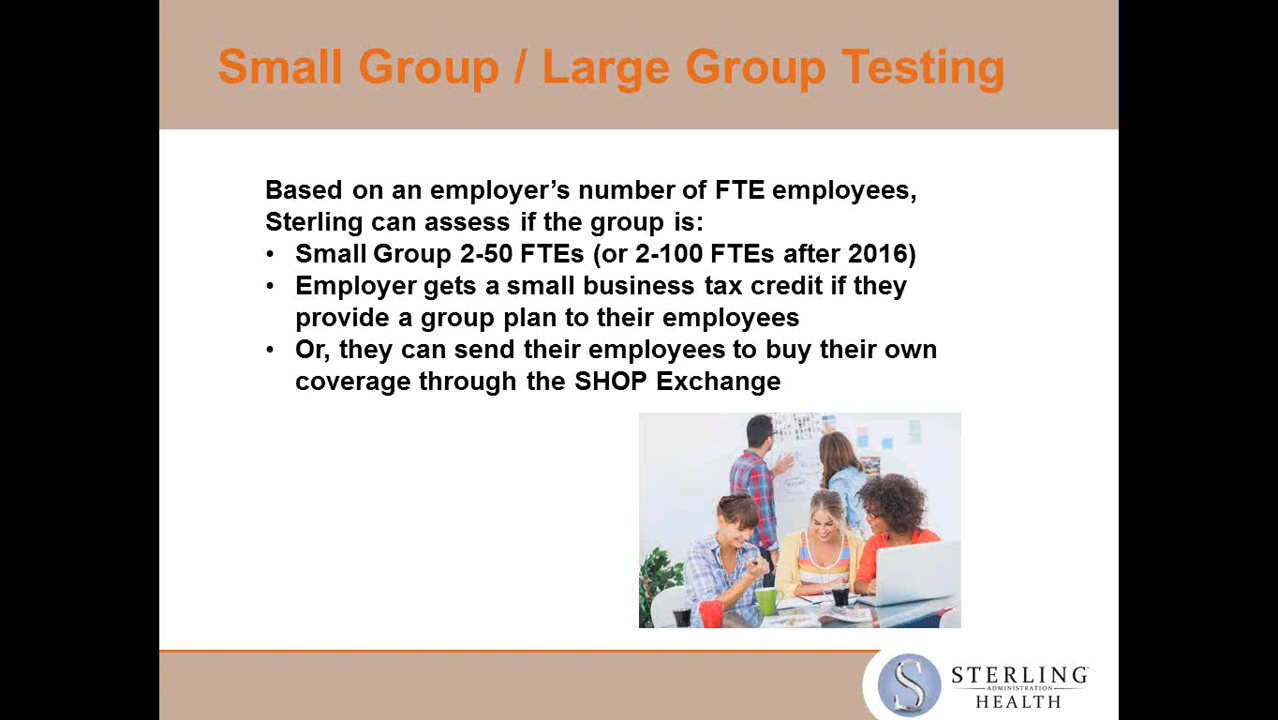 Small Group / Large Group Testing
Based on an employer’s number of FTE employees,
Sterling can assess if the group is:
• Small Group 2-50 FTEs (or 2-100 FTEs after 2016)
• Employer gets a small business tax credit if they
provide a group plan to their employees
• Or, they can send their employees to buy their own
coverage through the SHOP Exchange
S
STERLING
ADMINISTRATION
HEALTH